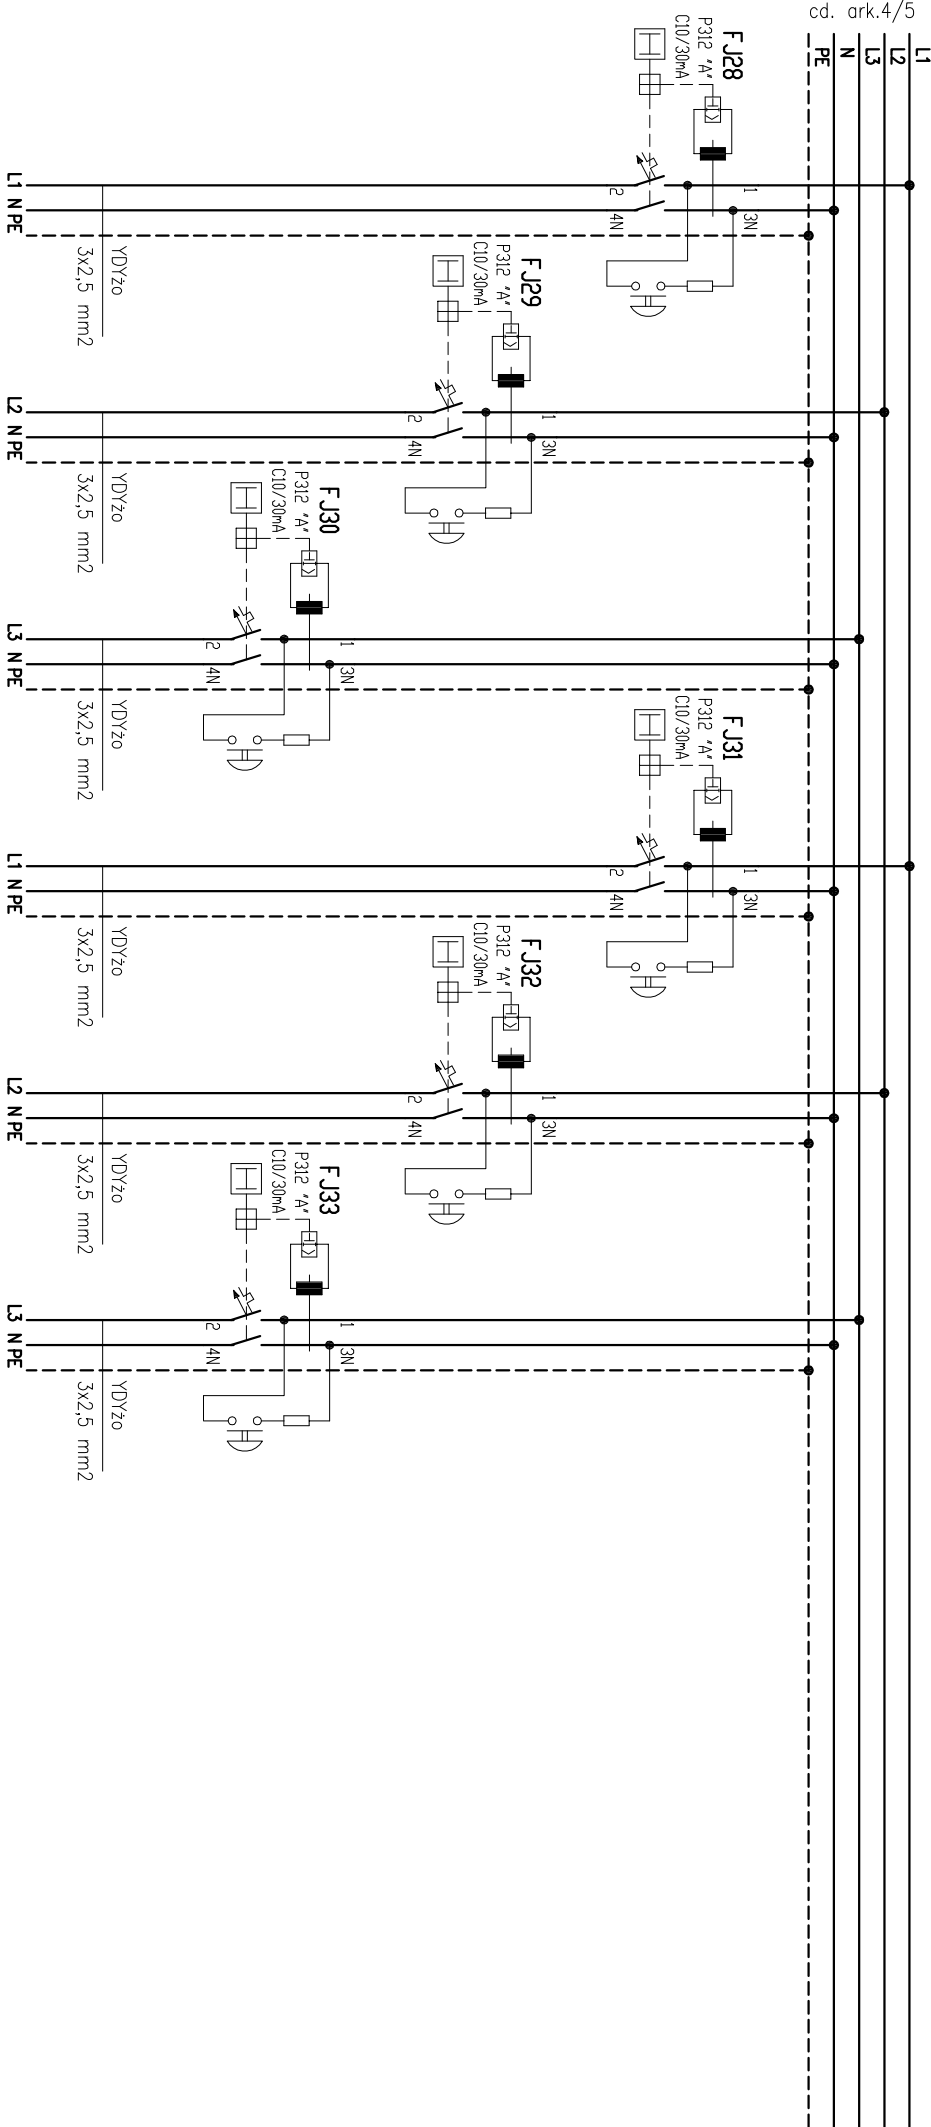 cd. ark.4/5
L1
L2
L3
N
PE
FJ28
P312 "A"
C10/30mA
1
3N
2
4N
L1 N PE
YDYżo
3x2,5 mm2
FJ29
P312 "A"
C10/30mA
1
3N
2
4N
L2 N PE
YDYżo
3x2,5 mm2
FJ30
P312 "A"
C10/30mA
1
3N
2
4N
L3 N PE
YDYżo
3x2,5 mm2
FJ31
P312 "A"
C10/30mA
1
3N
2
4N
L1 N PE
YDYżo
3x2,5 mm2
FJ32
P312 "A"
C10/30mA
1
3N
2
4N
L2 N PE
YDYżo
3x2,5 mm2
FJ33
P312 "A"
C10/30mA
1
3N
2
4N
L3 N PE
YDYżo
3x2,5 mm2